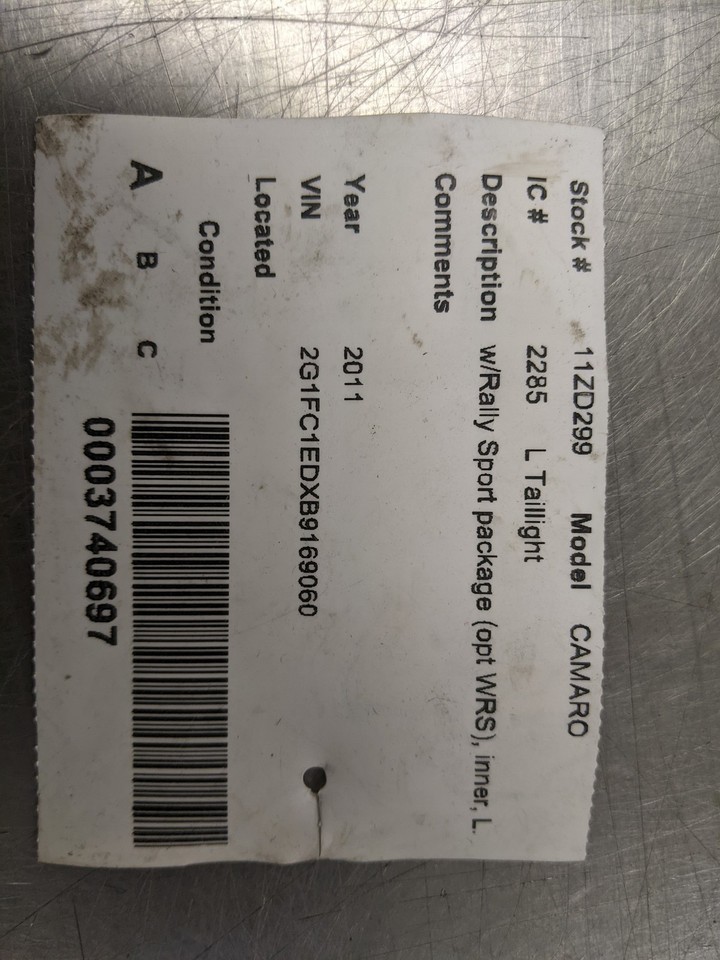 Stock # 11ZD299 Model CAMARO
IC # 2285 L Taillight
Description w/Rally Sport package (opt WRS), inner, L.
Comments
Year 2011
VIN 2G1FC1EDXB9169060
Located
Condition
A B C
0003740697